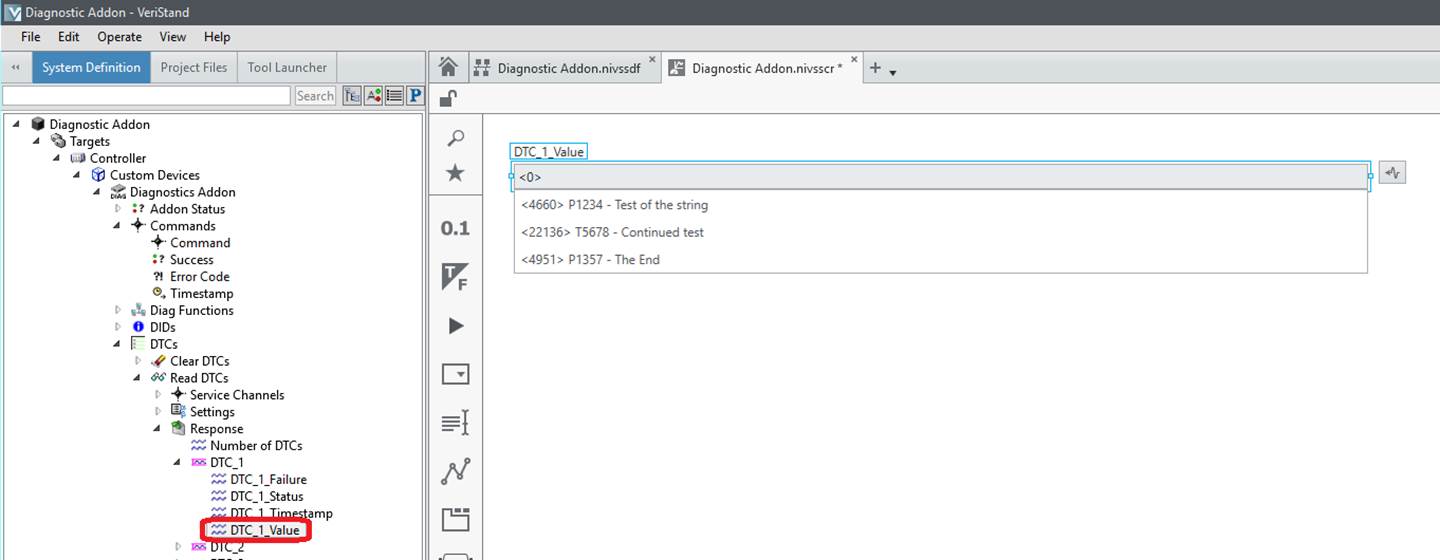 Diagnostic Addon - VeriStand
File Edit Operate View Help
System Definition Project Files Tool Launcher
Diagnostic Addon.nivssdf Diagnostic Addon.nivsscr *
Search
Diagnostic Addon
Targets
Controller
Custom Devices
Diagnostics Addon
Addon Status
Commands
Command
Success
Error Code
Timestamp
Diag Functions
DIDs
DTCs
Clear DTCs
Read DTCs
Service Channels
Settings
Response
Number of DTCs
DTC_1
DTC_1_Failure
DTC_1_Status
DTC_1_Timestamp
DTC_1_Value
DTC_2
0.1
T
F
DTC_1_Value
<0>
<4660> P1234 - Test of the string
<22136> T5678 - Continued test
<4951> P1357 - The End